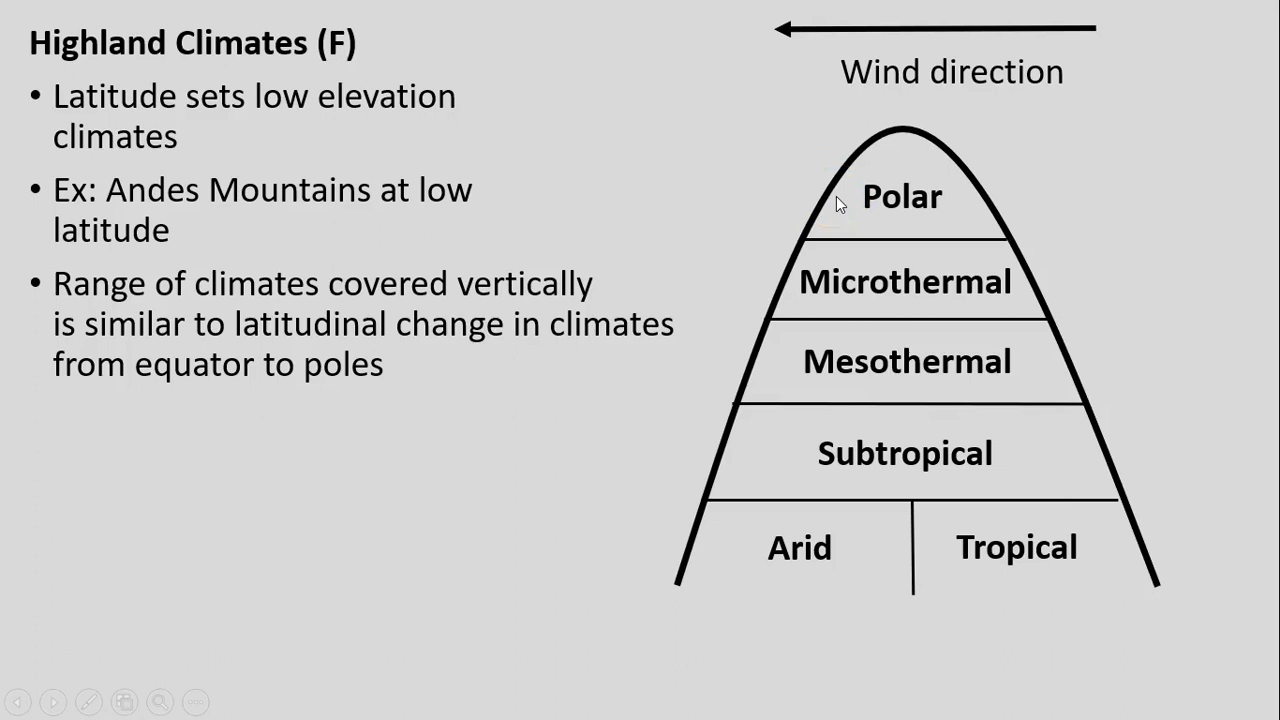 Highland Climates (F)
• Latitude sets low elevation
climates
• Ex: Andes Mountains at low
latitude
• Range of climates covered vertically
is similar to latitudinal change in climates
from equator to poles
Wind direction
Polar
Microthermal
Mesothermal
Subtropical
Arid
Tropical